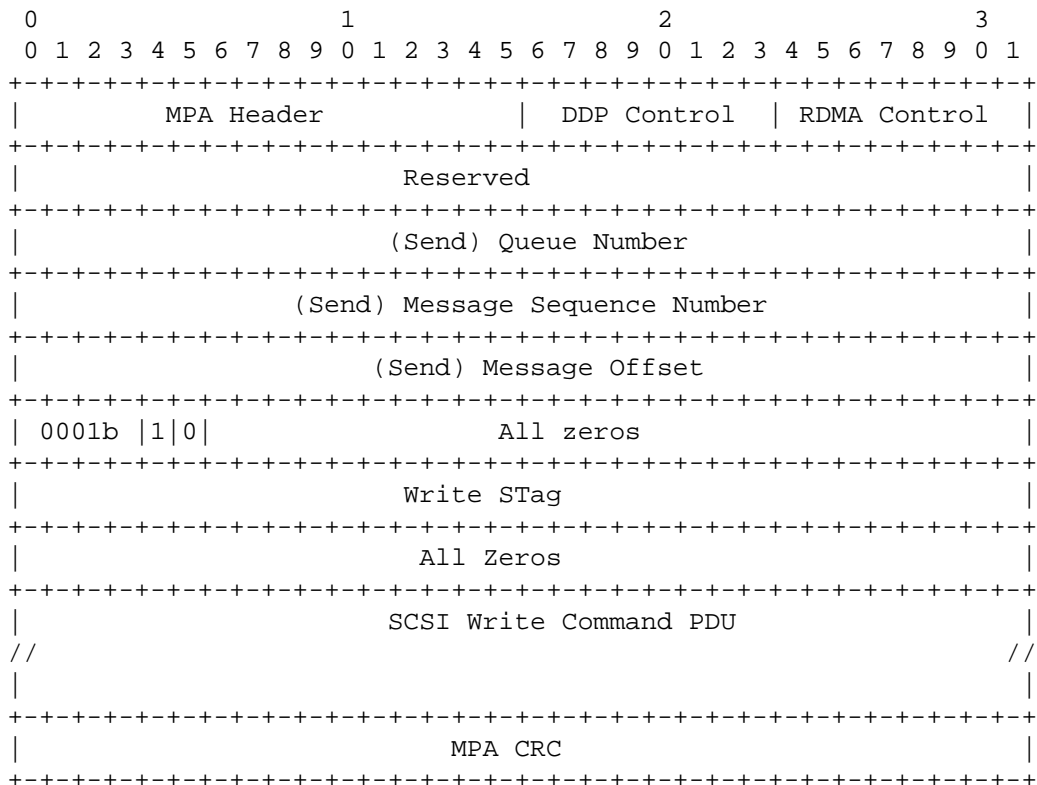 0                   1                   2                   3
0 1 2 3 4 5 6 7 8 9 0 1 2 3 4 5 6 7 8 9 0 1 2 3 4 5 6 7 8 9 0 1
+-+-+-+-+-+-+-+-+-+-+-+-+-+-+-+-+-+-+-+-+-+-+-+-+-+-+-+-+-+-+-+-+
|         MPA Header            |  DDP Control  | RDMA Control  |
+-+-+-+-+-+-+-+-+-+-+-+-+-+-+-+-+-+-+-+-+-+-+-+-+-+-+-+-+-+-+-+-+
|                        Reserved                               |
+-+-+-+-+-+-+-+-+-+-+-+-+-+-+-+-+-+-+-+-+-+-+-+-+-+-+-+-+-+-+-+-+
|                       (Send) Queue Number                     |
+-+-+-+-+-+-+-+-+-+-+-+-+-+-+-+-+-+-+-+-+-+-+-+-+-+-+-+-+-+-+-+-+
|                 (Send) Message Sequence Number                |
+-+-+-+-+-+-+-+-+-+-+-+-+-+-+-+-+-+-+-+-+-+-+-+-+-+-+-+-+-+-+-+-+
|                      (Send) Message Offset                    |
+-+-+-+-+-+-+-+-+-+-+-+-+-+-+-+-+-+-+-+-+-+-+-+-+-+-+-+-+-+-+-+-+
| 0001b |1|0|                  All zeros                        |
+-+-+-+-+-+-+-+-+-+-+-+-+-+-+-+-+-+-+-+-+-+-+-+-+-+-+-+-+-+-+-+-+
|                        Write STag                             |
+-+-+-+-+-+-+-+-+-+-+-+-+-+-+-+-+-+-+-+-+-+-+-+-+-+-+-+-+-+-+-+-+
|                         All Zeros                             |
+-+-+-+-+-+-+-+-+-+-+-+-+-+-+-+-+-+-+-+-+-+-+-+-+-+-+-+-+-+-+-+-+
|                       SCSI Write Command PDU                  |
//                                                             //
|                                                               |
+-+-+-+-+-+-+-+-+-+-+-+-+-+-+-+-+-+-+-+-+-+-+-+-+-+-+-+-+-+-+-+-+
|                           MPA CRC                             |
+-+-+-+-+-+-+-+-+-+-+-+-+-+-+-+-+-+-+-+-+-+-+-+-+-+-+-+-+-+-+-+-+